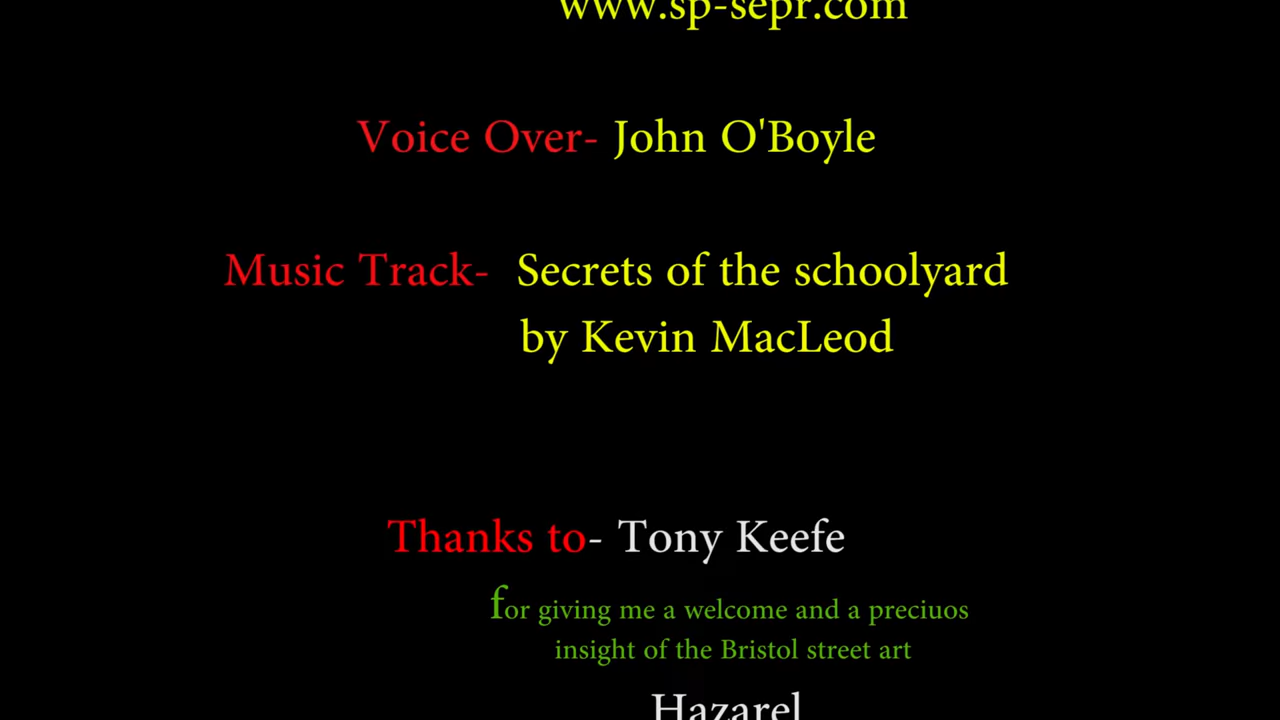 www.sp-sepr.com
Voice Over- John O'Boyle
Music Track- Secrets of the schoolyard
by Kevin MacLeod
Thanks to- Tony Keefe
for giving me a welcome and a preciuos
insight of the Bristol street art
Hazarel